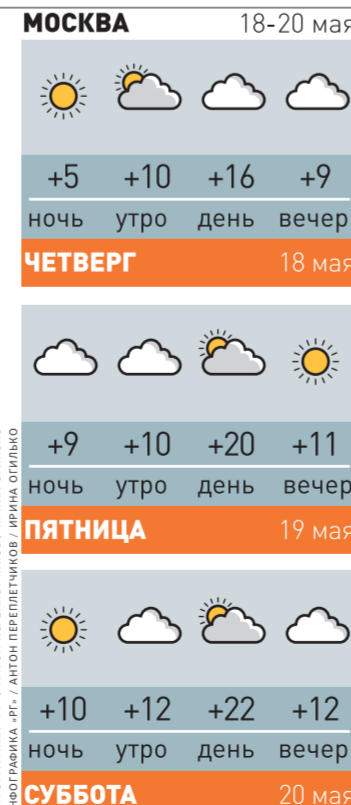 МОСКВА 18-20 мая
+5 +10 +16 +9
ночь утро день вечер
ЧЕТВЕРГ 18 мая
+9 +10 +20 +11
ночь утро день вечер
ПЯТНИЦА 19 мая
+10 +12 +22 +12
ночь утро день вечер
СУББОТА 20 мая
НФОГРАФИКА «РГ» / АНТОН ПЕРЕПЛЕТЧИКОВ / ИРИНА ОГИЛЬКО